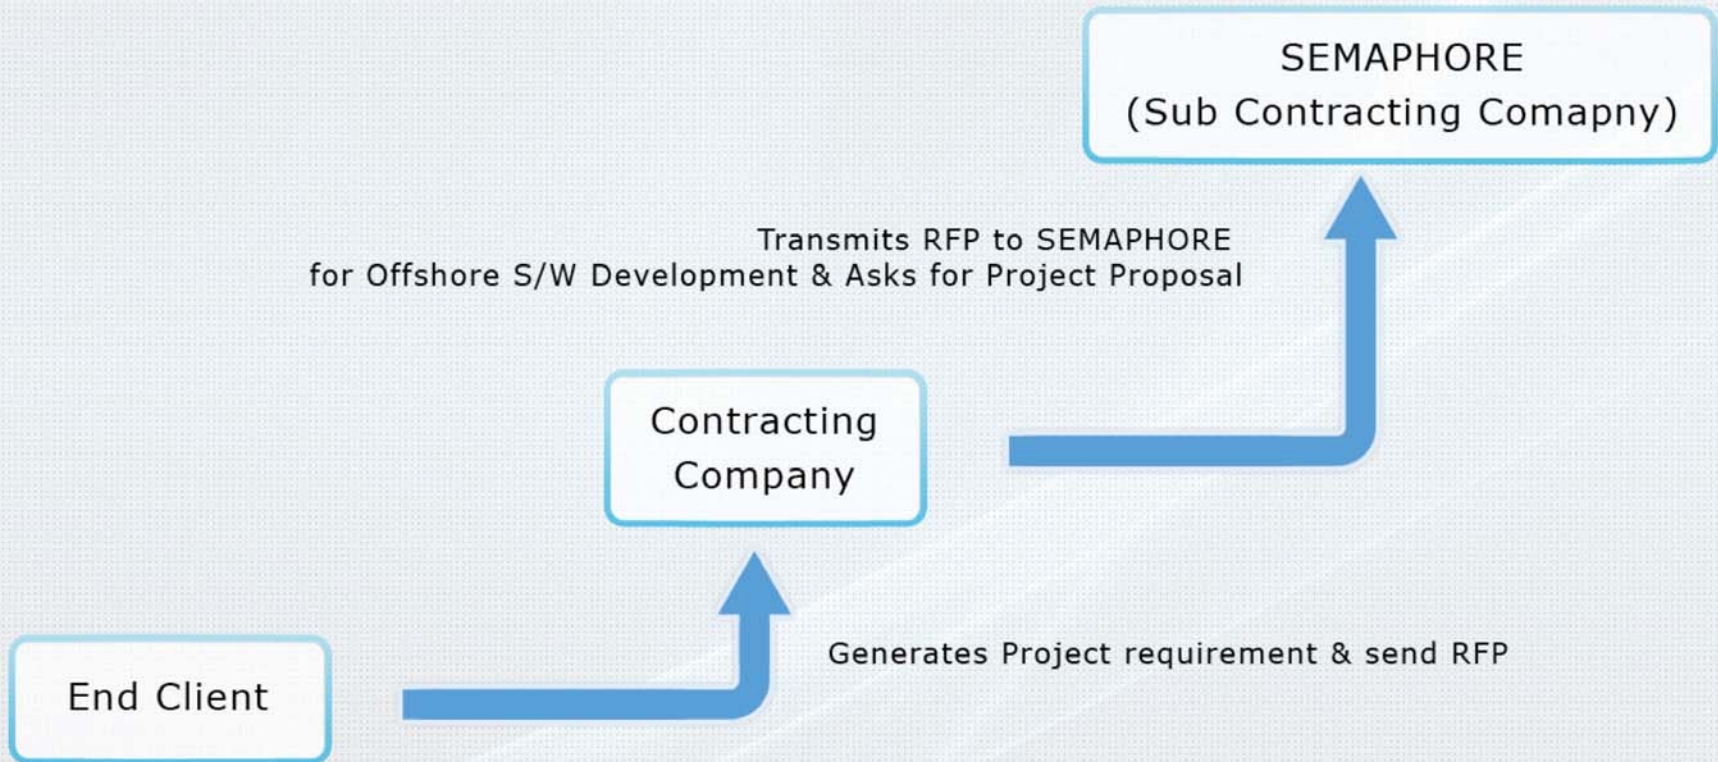 SEMAPHORE
(Sub Contracting Comapny)
Transmits RFP to SEMAPHORE
for Offshore S/W Development & Asks for Project Proposal
Contracting
Company
Generates Project requirement & send RFP
End Client